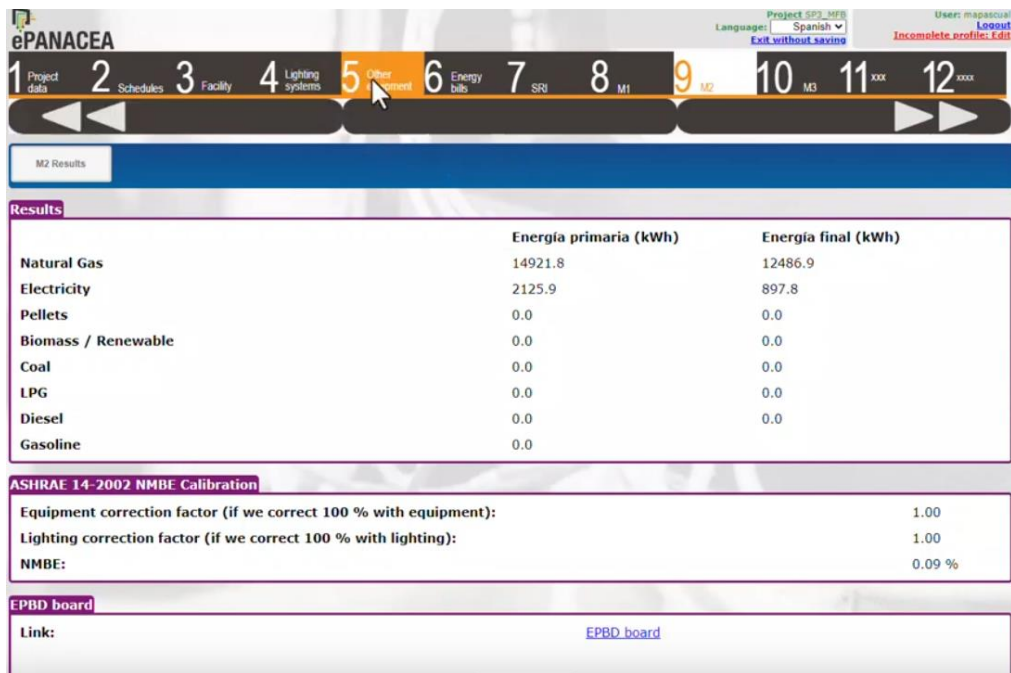 ePANACEA
Project SP3_MFB
Language: Spanish
Exit without saving
User: mapascual
Logout
Incomplete profile: Edit
1 Project data 2 Schedules 3 Facility 4 Lighting systems 5 Other 6 Energy bills 7 SRI 8 M1 9 M2 10 M3 11 xxx 12 xxxx
M2 Results
Results
Energía primaria (kWh) Energía final (kWh)
Natural Gas 14921.8 12486.9
Electricity 2125.9 897.8
Pellets 0.0 0.0
Biomass / Renewable 0.0 0.0
Coal 0.0 0.0
LPG 0.0 0.0
Diesel 0.0 0.0
Gasoline 0.0
ASHRAE 14-2002 NMBE Calibration
Equipment correction factor (if we correct 100 % with equipment): 1.00
Lighting correction factor (if we correct 100 % with lighting): 1.00
NMBE: 0.09 %
EPBD board
Link: EPBD board